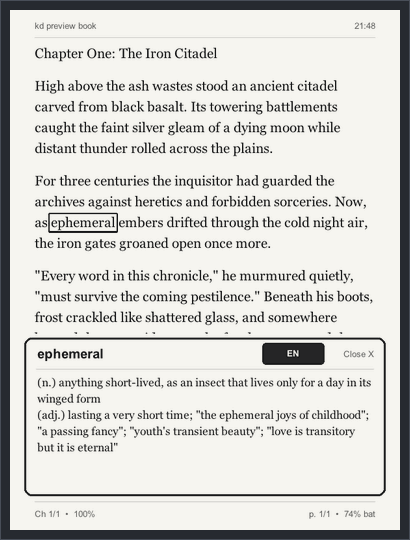 kd preview book 21:48
Chapter One: The Iron Citadel
High above the ash wastes stood an ancient citadel
carved from black basalt. Its towering battlements
caught the faint silver gleam of a dying moon while
distant thunder rolled across the plains.
For three centuries the inquisitor had guarded the
archives against heretics and forbidden sorceries. Now,
as ephemeral embers drifted through the cold night air,
the iron gates groaned open once more.
"Every word in this chronicle," he murmured quietly,
"must survive the coming pestilence." Beneath his boots,
frost crackled like shattered glass, and somewhere
ephemeral EN Close X
(n.) anything short-lived, as an insect that lives only for a day in its
winged form
(adj.) lasting a very short time; "the ephemeral joys of childhood";
"a passing fancy"; "youth's transient beauty"; "love is transitory
but it is eternal"
Ch 1/1 • 100% p. 1/1 • 74% bat